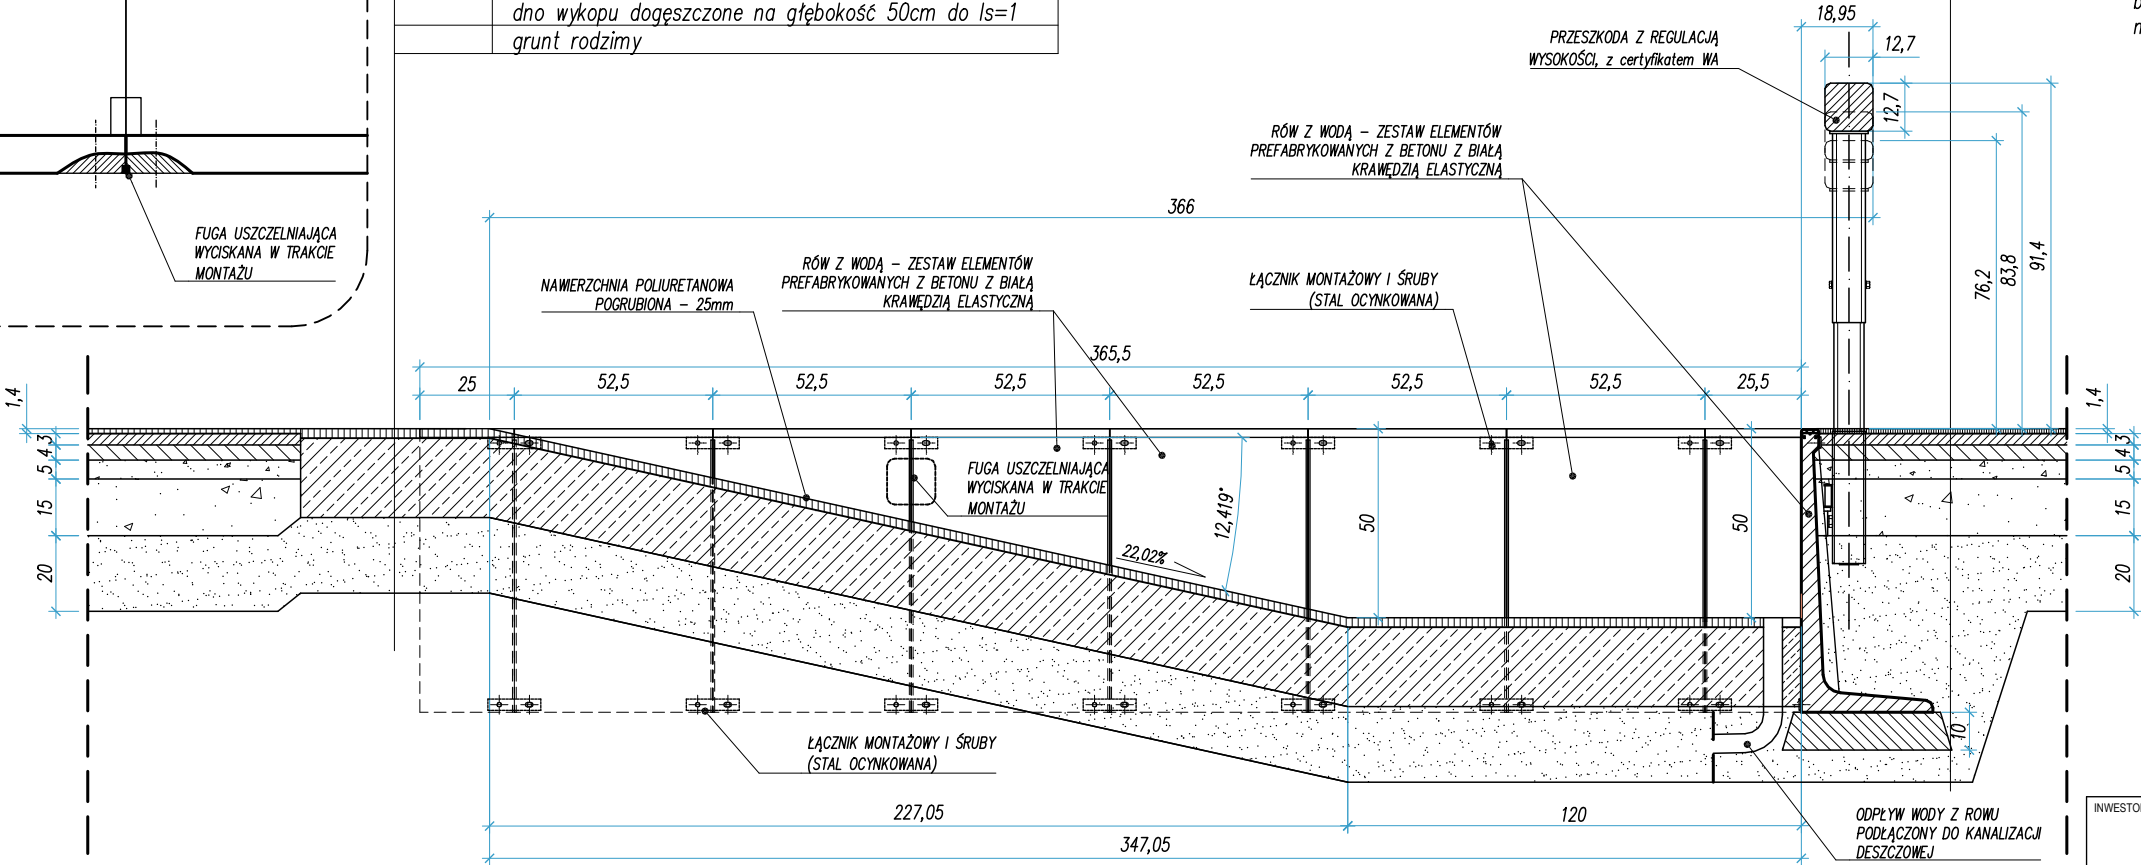 dno wykopu dogęszczone na głębokość 50cm do Is=1
grunt rodzimy
PRZESZKODA Z REGULACJĄ
WYSOKOŚCI, z certyfikatem WA
18,95
12,7
12,7
RÓW Z WODĄ – ZESTAW ELEMENTÓW
PREFABRYKOWANYCH Z BETONU Z BIAŁĄ
KRAWĘDZIĄ ELASTYCZNĄ
366
76,2
83,8
91,4
FUGA USZCZELNIAJĄCA
WYCISKANA W TRAKCIE
MONTAŻU
NAWIERZCHNIA POLIURETANOWA
POGRUBIONA – 25mm
RÓW Z WODĄ – ZESTAW ELEMENTÓW
PREFABRYKOWANYCH Z BETONU Z BIAŁĄ
KRAWĘDZIĄ ELASTYCZNĄ
ŁĄCZNIK MONTAŻOWY I ŚRUBY
(STAL OCYNKOWANA)
365,5
25
52,5
52,5
52,5
52,5
52,5
52,5
25,5
1,4
3
4
5
15
20
1,4
3
4
5
15
20
FUGA USZCZELNIAJĄCA
WYCISKANA W TRAKCIE
MONTAŻU
12,419°
22,02%
50
50
10
ŁĄCZNIK MONTAŻOWY I ŚRUBY
(STAL OCYNKOWANA)
227,05
120
347,05
ODPŁYW WODY Z ROWU
PODŁĄCZONY DO KANALIZACJI
DESZCZOWEJ